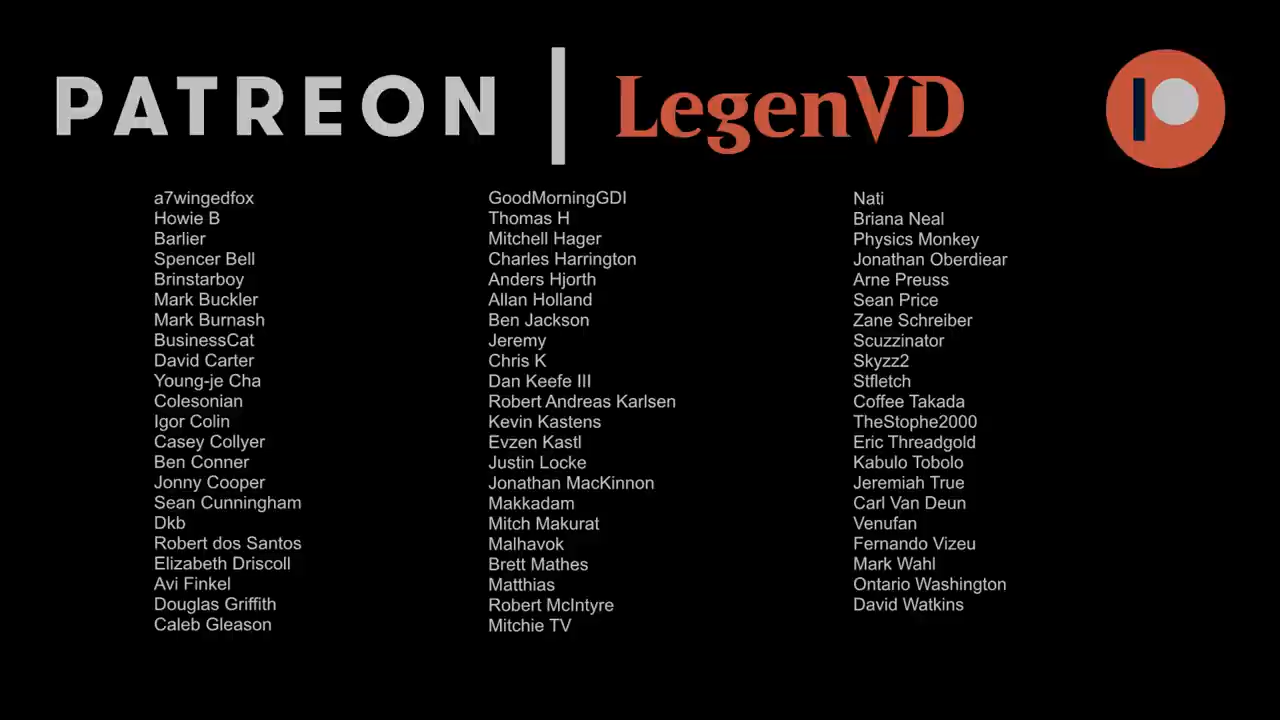 PATREON | LegenVD
a7wingedfox
Howie B
Barlier
Spencer Bell
Brinstarboy
Mark Buckler
Mark Burnash
BusinessCat
David Carter
Young-je Cha
Colesonian
Igor Colin
Casey Collyer
Ben Conner
Jonny Cooper
Sean Cunningham
Dkb
Robert dos Santos
Elizabeth Driscoll
Avi Finkel
Douglas Griffith
Caleb Gleason
GoodMorningGDI
Thomas H
Mitchell Hager
Charles Harrington
Anders Hjorth
Allan Holland
Ben Jackson
Jeremy
Chris K
Dan Keefe III
Robert Andreas Karlsen
Kevin Kastens
Evzen Kastl
Justin Locke
Jonathan MacKinnon
Makkadam
Mitch Makurat
Malhavok
Brett Mathes
Matthias
Robert McIntyre
Mitchie TV
Nati
Briana Neal
Physics Monkey
Jonathan Oberdiear
Arne Preuss
Sean Price
Zane Schreiber
Scuzzinator
Skyzz2
Stfletch
Coffee Takada
TheStophe2000
Eric Threadgold
Kabulo Tobolo
Jeremiah True
Carl Van Deun
Venufan
Fernando Vizeu
Mark Wahl
Ontario Washington
David Watkins